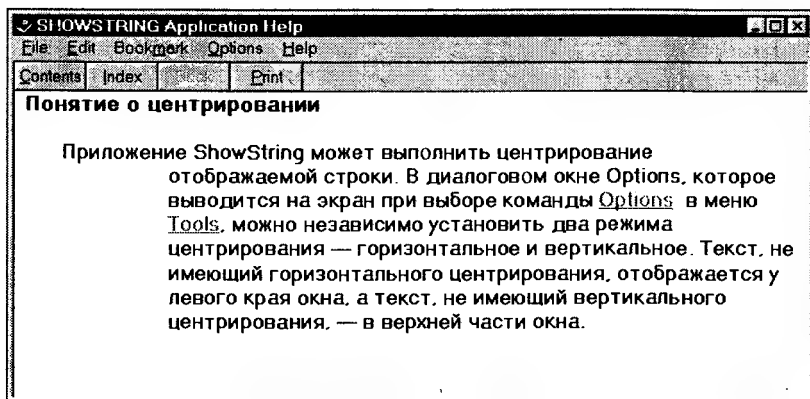 SHOWSTRING Application Help
File Edit Bookmark Options Help
Contents Index Print
Понятие о центрировании
Приложение ShowString может выполнить центрирование
отображаемой строки. В диалоговом окне Options, которое
выводится на экран при выборе команды Options в меню
Tools, можно независимо установить два режима
центрирования — горизонтальное и вертикальное. Текст, не
имеющий горизонтального центрирования, отображается у
левого края окна, а текст, не имеющий вертикального
центрирования, — в верхней части окна.